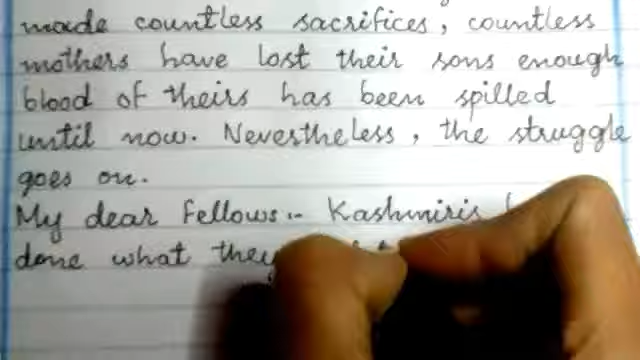 made countless sacrifices, countless
mothers have lost their sons enough
blood of theirs has been spilled
until now. Nevertheless, the struggle
goes on.
My dear fellows:- Kashmiris
done what they